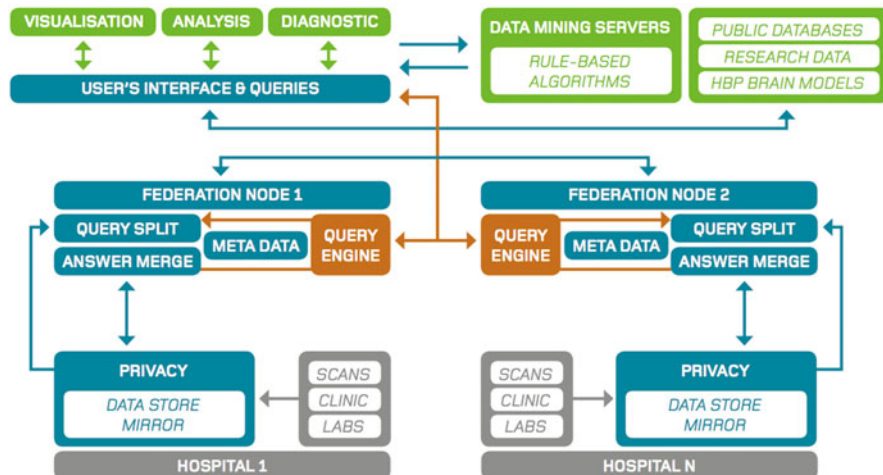 VISUALISATION
ANALYSIS
DIAGNOSTIC
USER'S INTERFACE & QUERIES
DATA MINING SERVERS
RULE-BASED
ALGORITHMS
PUBLIC DATABASES
RESEARCH DATA
HBP BRAIN MODELS
FEDERATION NODE 1
QUERY SPLIT
META DATA
ANSWER MERGE
QUERY
ENGINE
FEDERATION NODE 2
QUERY
ENGINE
META DATA
QUERY SPLIT
ANSWER MERGE
PRIVACY
DATA STORE
MIRROR
SCANS
CLINIC
LABS
HOSPITAL 1
SCANS
CLINIC
LABS
PRIVACY
DATA STORE
MIRROR
HOSPITAL N